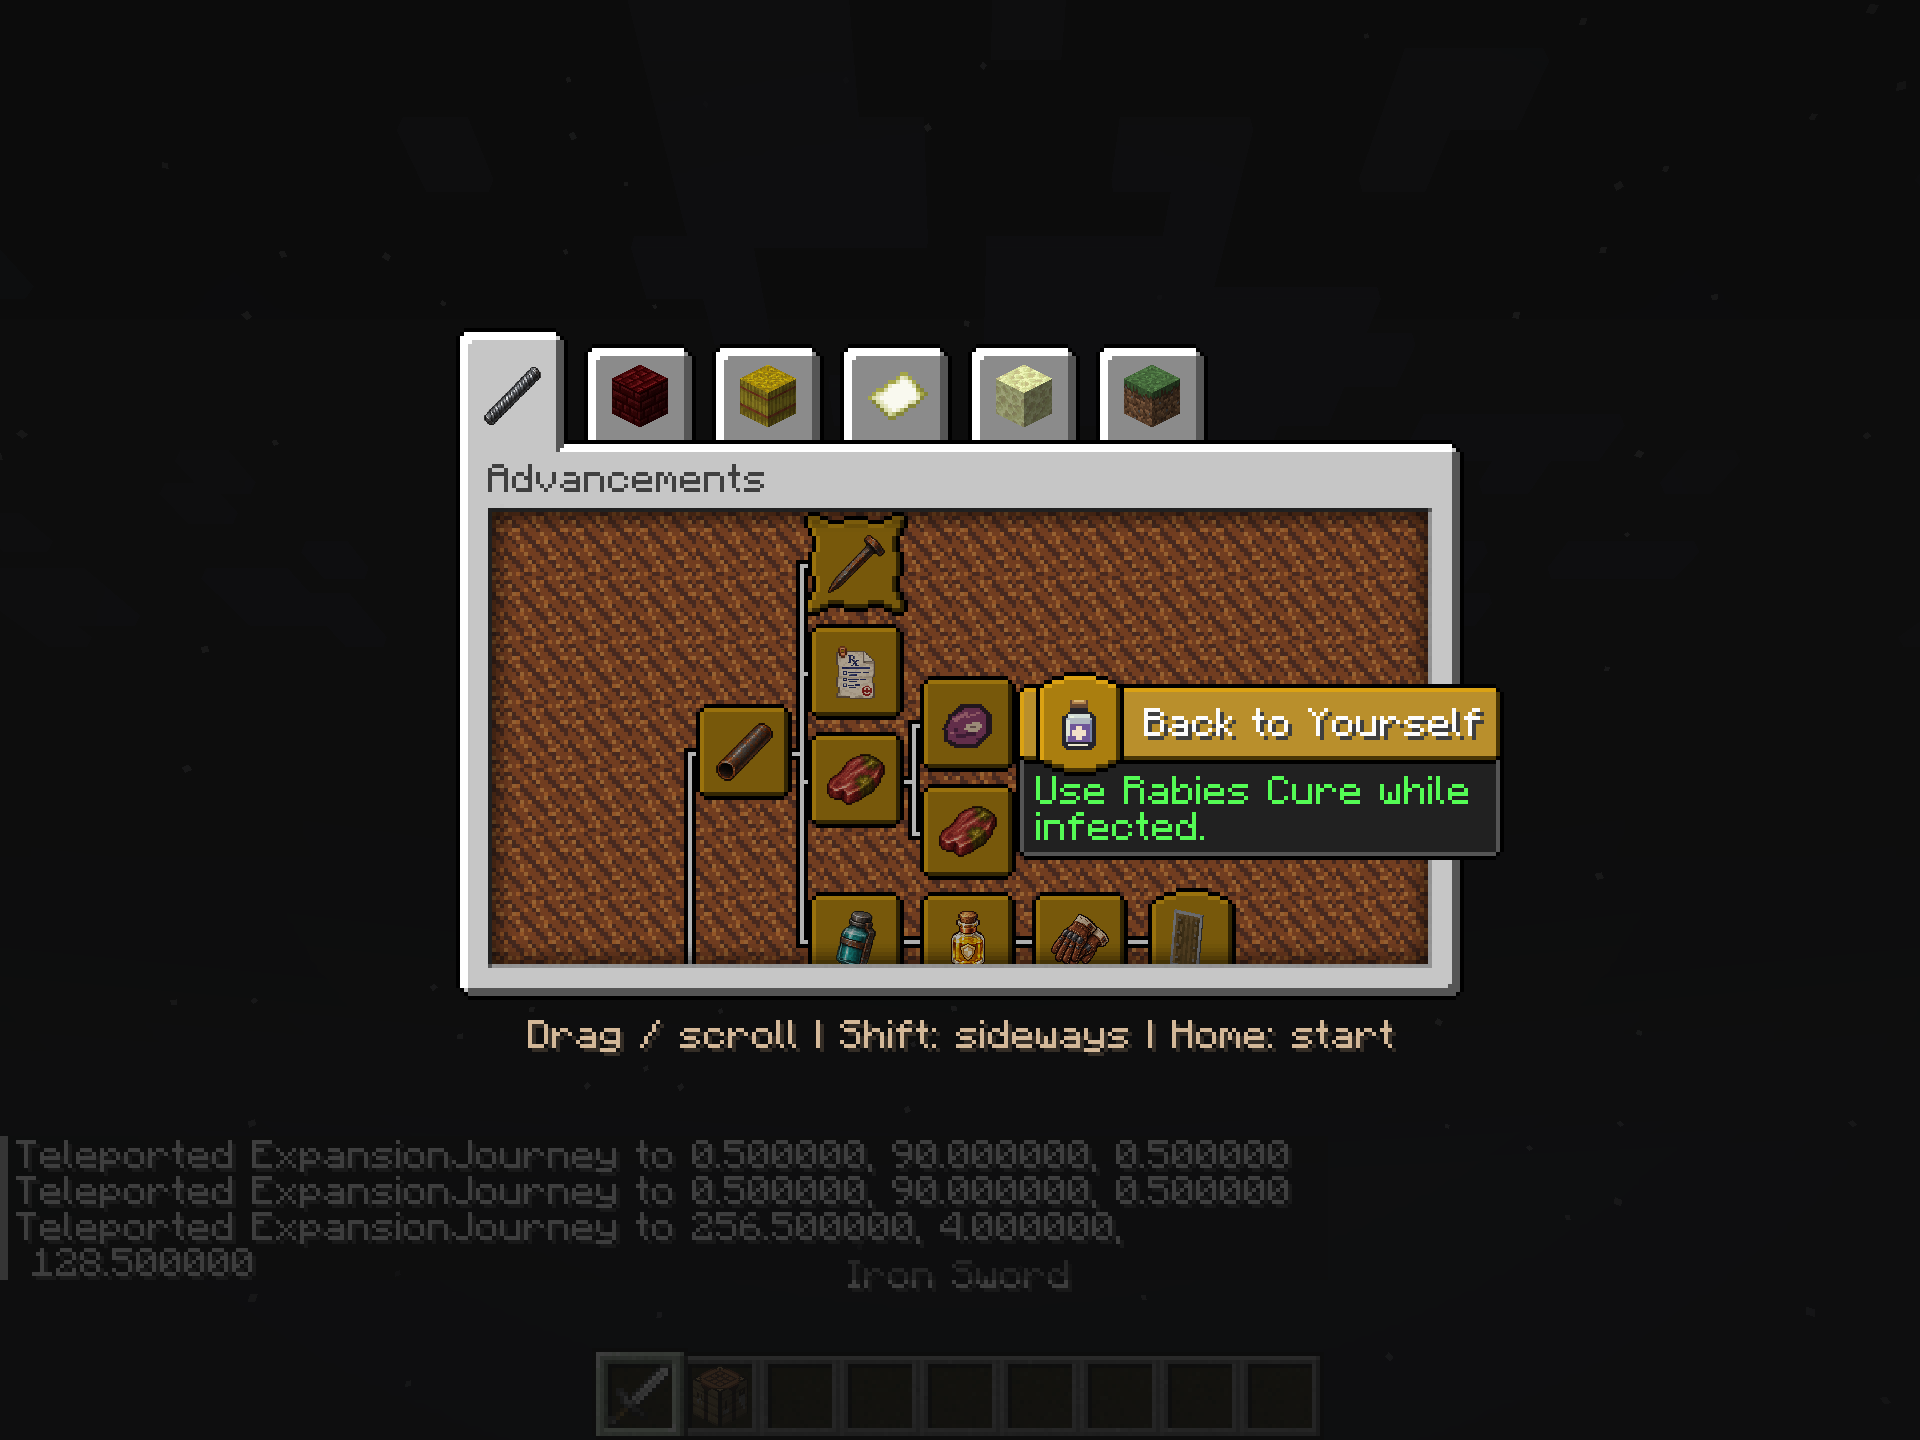 Advancements
Rx
Back to Yourself
Use Rabies Cure while
infected.
Drag / scroll | Shift: sideways | Home: start
Teleported ExpansionJourney to 0.500000, 90.000000, 0.500000
Teleported ExpansionJourney to 0.500000, 90.000000, 0.500000
Teleported ExpansionJourney to 256.500000, 4.000000,
128.500000
Iron Sword